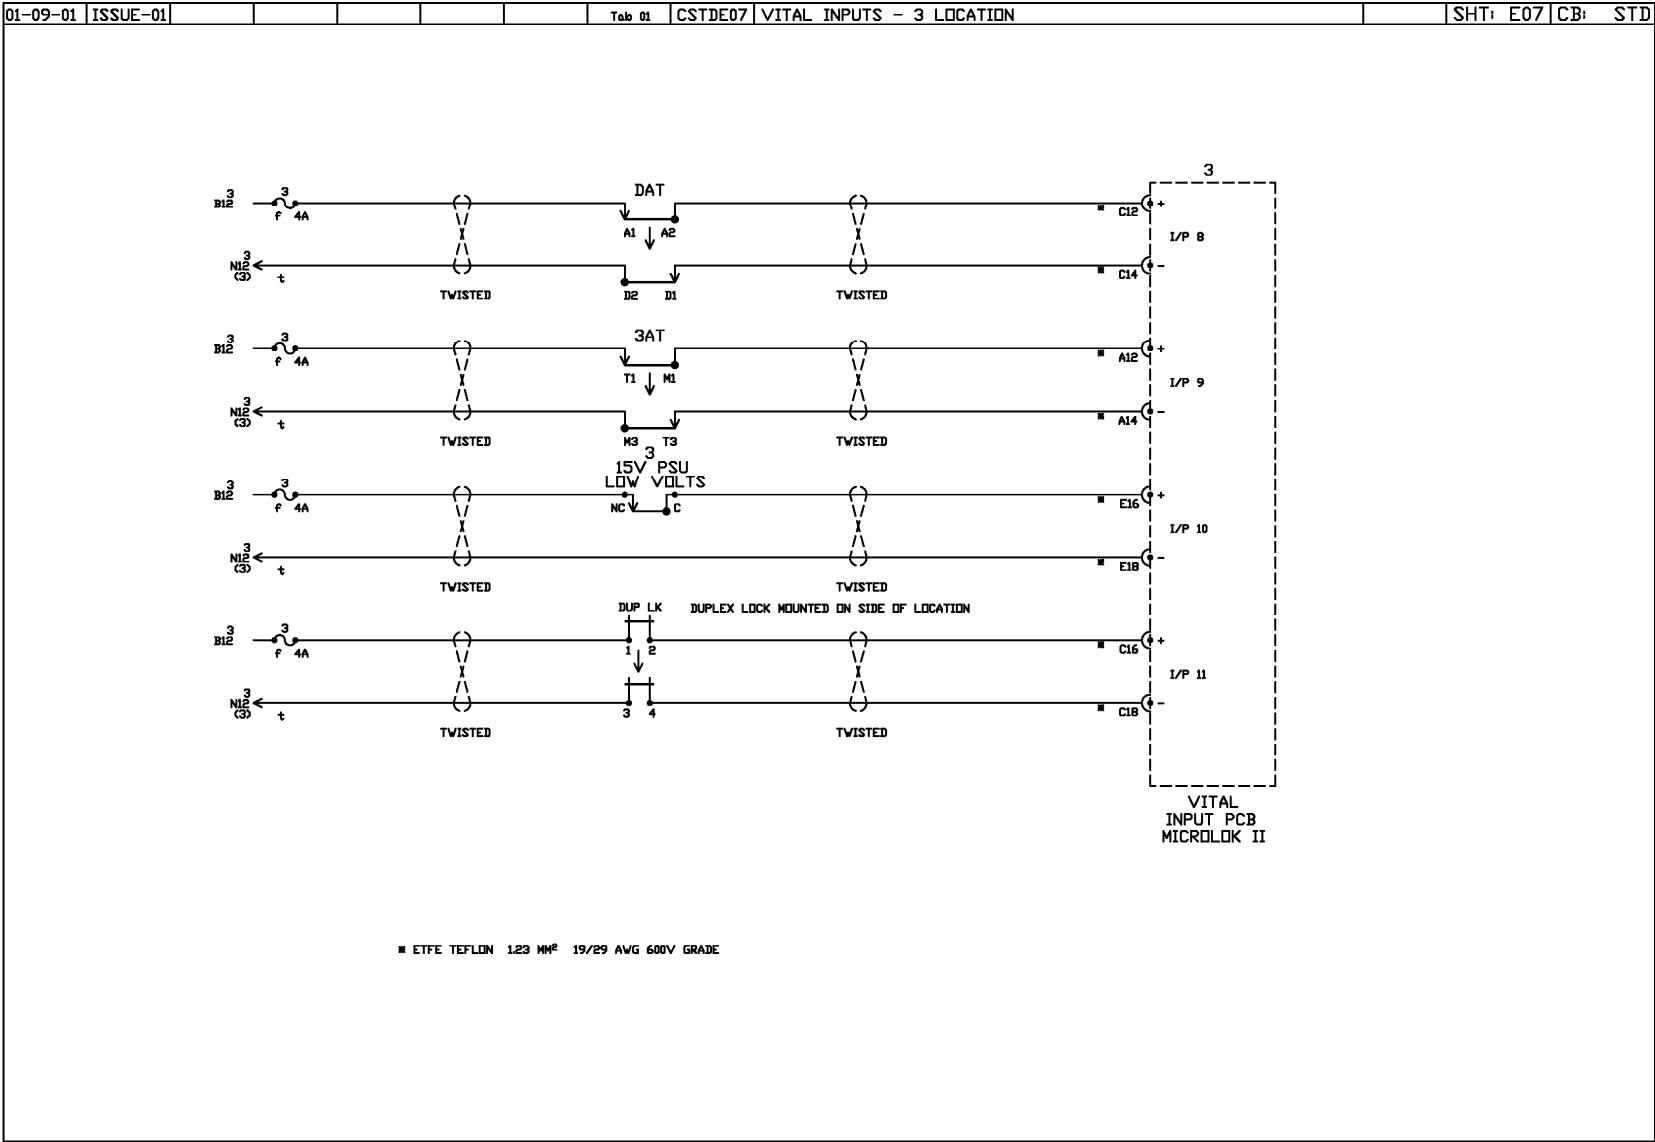 01-09-01 ISSUE-01 Tab 01 CSTDE07 VITAL INPUTS - 3 LOCATION SHT: E07 CB: STD
3
3 3 DAT
B12 f 4A A1 A2 * C12 +
I/P 8
3
N12 * C14 -
(3) t
TWISTED D2 D1 TWISTED
3 3 3AT
B12 f 4A T1 M1 * A12 +
I/P 9
3
N12 * A14 -
(3) t
TWISTED M3 T3 TWISTED
3
15V PSU
LOW VOLTS
3 3
B12 f 4A NC C * E16 +
I/P 10
3
N12 * E18 -
(3) t
TWISTED TWISTED
DUP LK DUPLEX LOCK MOUNTED ON SIDE OF LOCATION
3 3
B12 f 4A 1 2 * C16 +
I/P 11
3
N12 * C18 -
(3) t 3 4
TWISTED TWISTED
VITAL
INPUT PCB
MICROLOK II
* ETFE TEFLON 1.23 MM² 19/29 AWG 600V GRADE